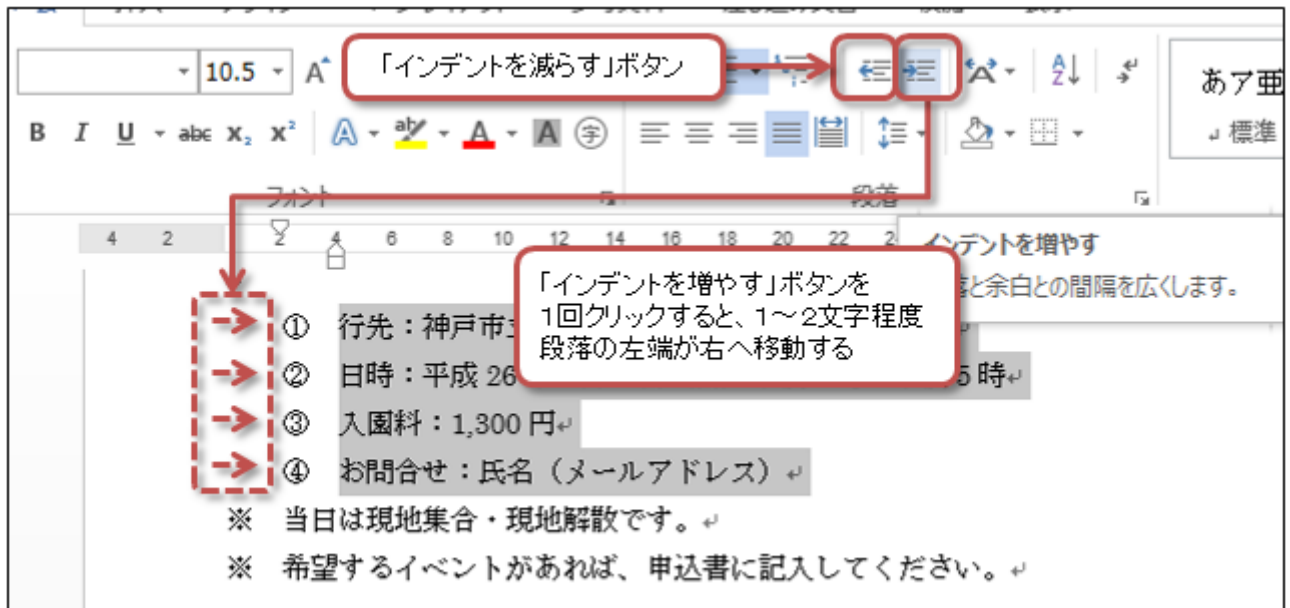 10.5
「インデントを減らす」ボタン
あア亜
B I U abc x₂ x² A aby A A 字
↲ 標準
フォント
段落
4 2 2 4 6 8 10 12 14 16 18 20 22 2
インデントを増やす
と余白との間隔を広くします。
「インデントを増やす」ボタンを
1回クリックすると、1～2文字程度
段落の左端が右へ移動する
① 行先：神戸市
② 日時：平成 26
5 時↵
③ 入園料：1,300 円↵
④ お問合せ：氏名（メールアドレス）↵
※ 当日は現地集合・現地解散です。↵
※ 希望するイベントがあれば、申込書に記入してください。↵